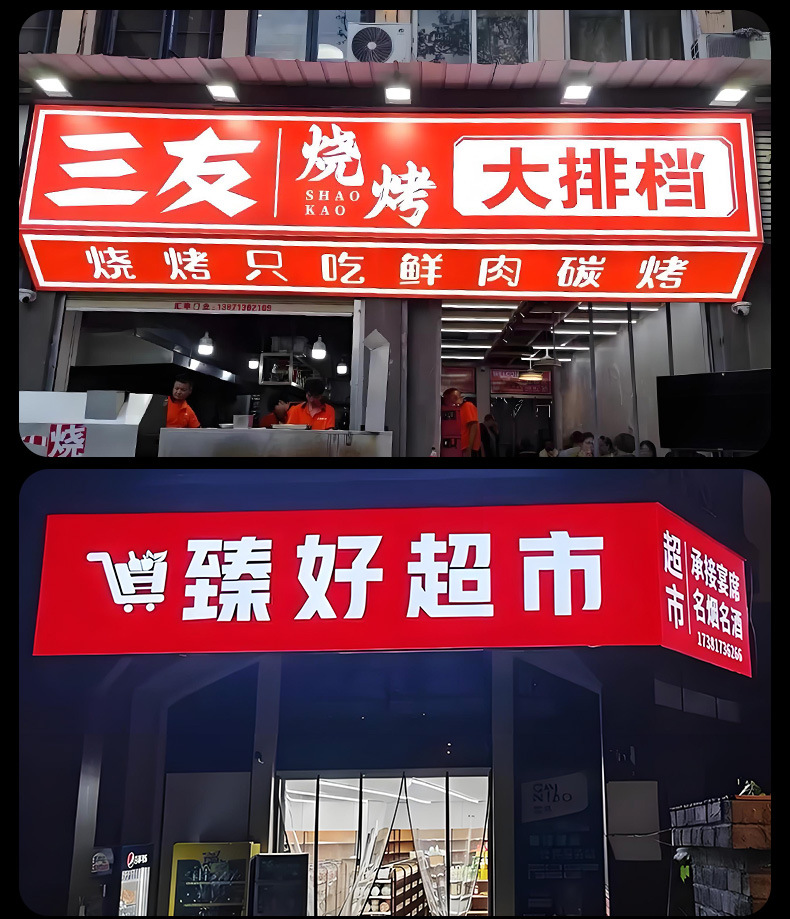 三友 烧烤 大排档
SHAO
KAO
烧烤只吃鲜肉碳烤
烧
臻好超市
超市
承接宴席
名烟名酒
17381736266